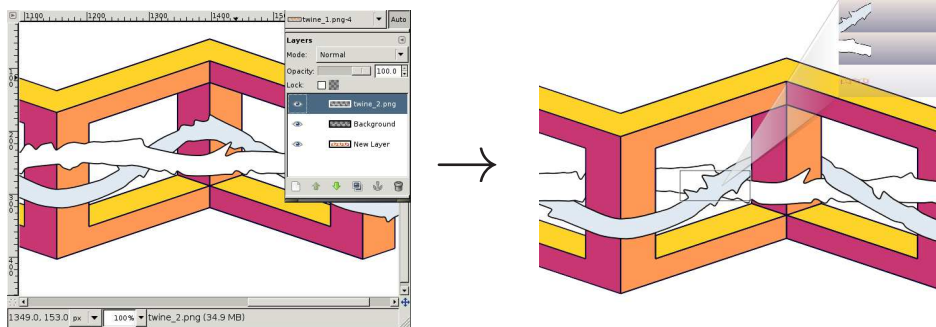 1100 1200 1300 1400 15
twine_1.png-4 Auto
Layers
Mode: Normal
Opacity: 100.0
Lock:
twine_2.png
Background
New Layer
1349.0, 153.0 px 100% twine_2.png (34.9 MB)